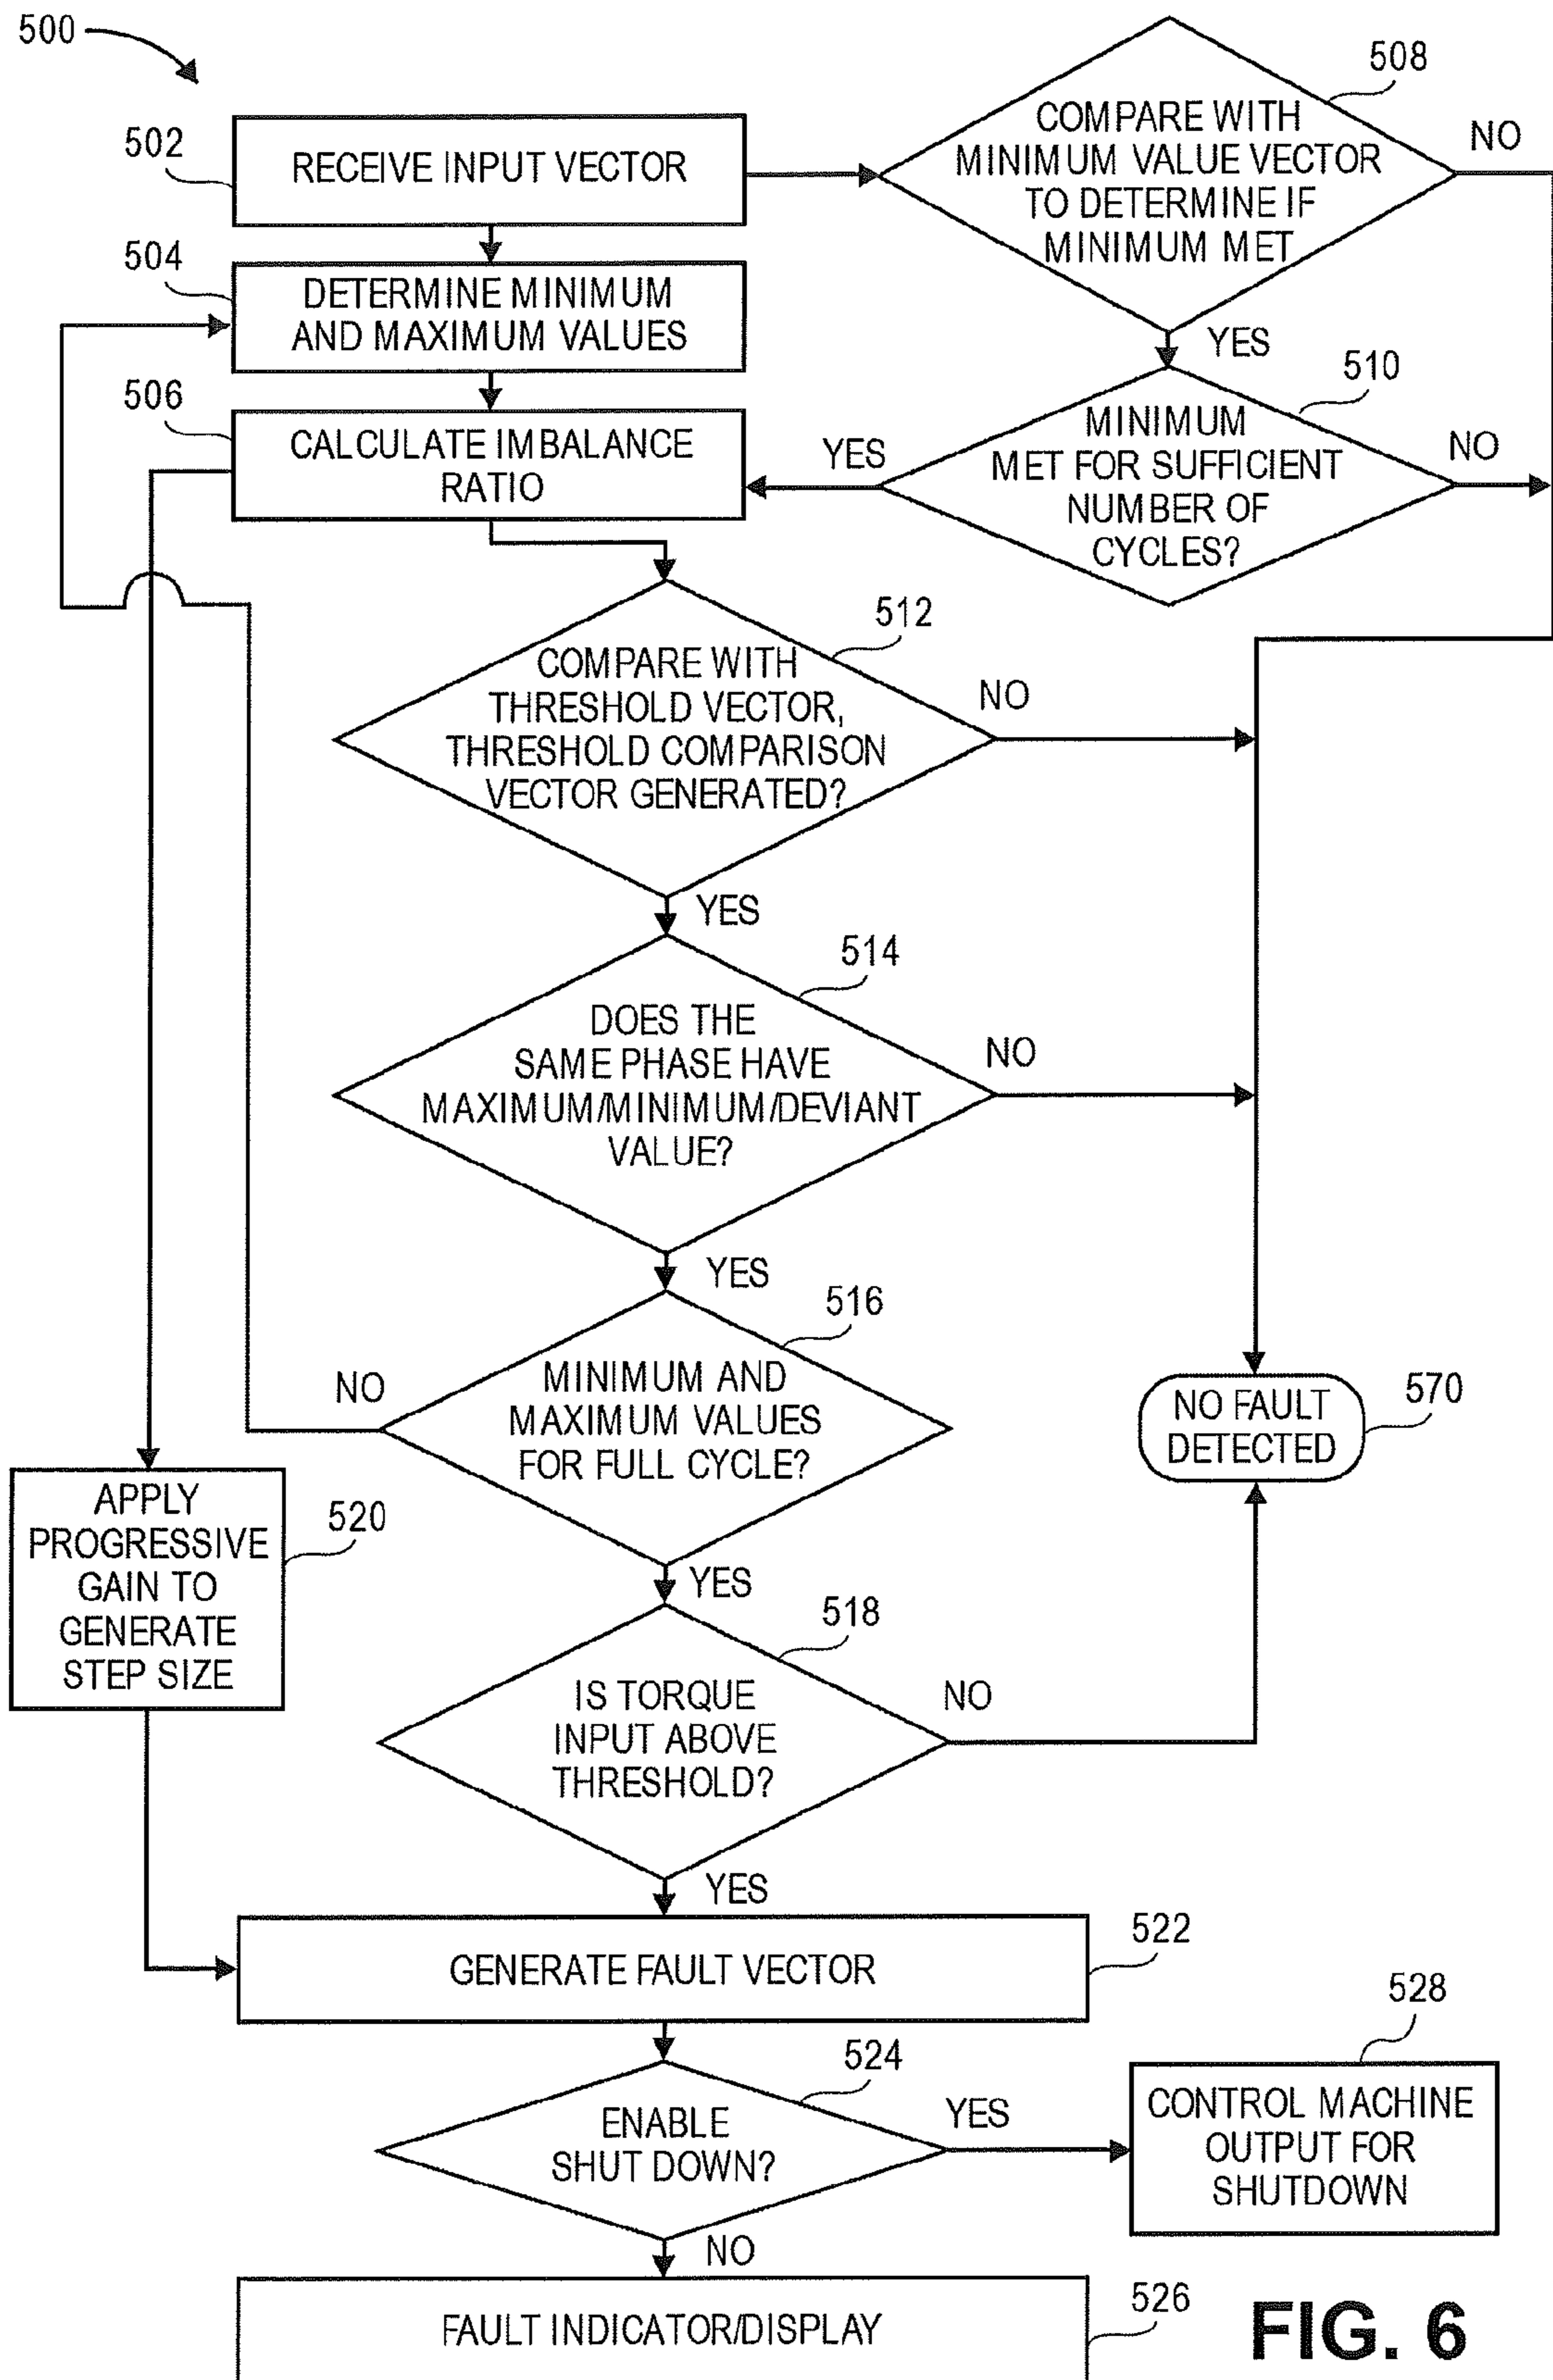 500
502
RECEIVE INPUT VECTOR
508
COMPARE WITH
MINIMUM VALUE VECTOR
TO DETERMINE IF
MINIMUM MET
NO
YES
504
DETERMINE MINIMUM
AND MAXIMUM VALUES
506
CALCULATE IMBALANCE
RATIO
YES
510
MINIMUM
MET FOR SUFFICIENT
NUMBER OF
CYCLES?
NO
512
COMPARE WITH
THRESHOLD VECTOR,
THRESHOLD COMPARISON
VECTOR GENERATED?
NO
YES
514
DOES THE
SAME PHASE HAVE
MAXIMUM/MINIMUM/DEVIANT
VALUE?
NO
YES
516
MINIMUM AND
MAXIMUM VALUES
FOR FULL CYCLE?
NO
YES
570
NO FAULT
DETECTED
APPLY
PROGRESSIVE
GAIN TO
GENERATE
STEP SIZE
520
518
IS TORQUE
INPUT ABOVE
THRESHOLD?
NO
YES
GENERATE FAULT VECTOR
522
524
ENABLE
SHUT DOWN?
YES
NO
528
CONTROL MACHINE
OUTPUT FOR
SHUTDOWN
FAULT INDICATOR/DISPLAY
526
FIG. 6